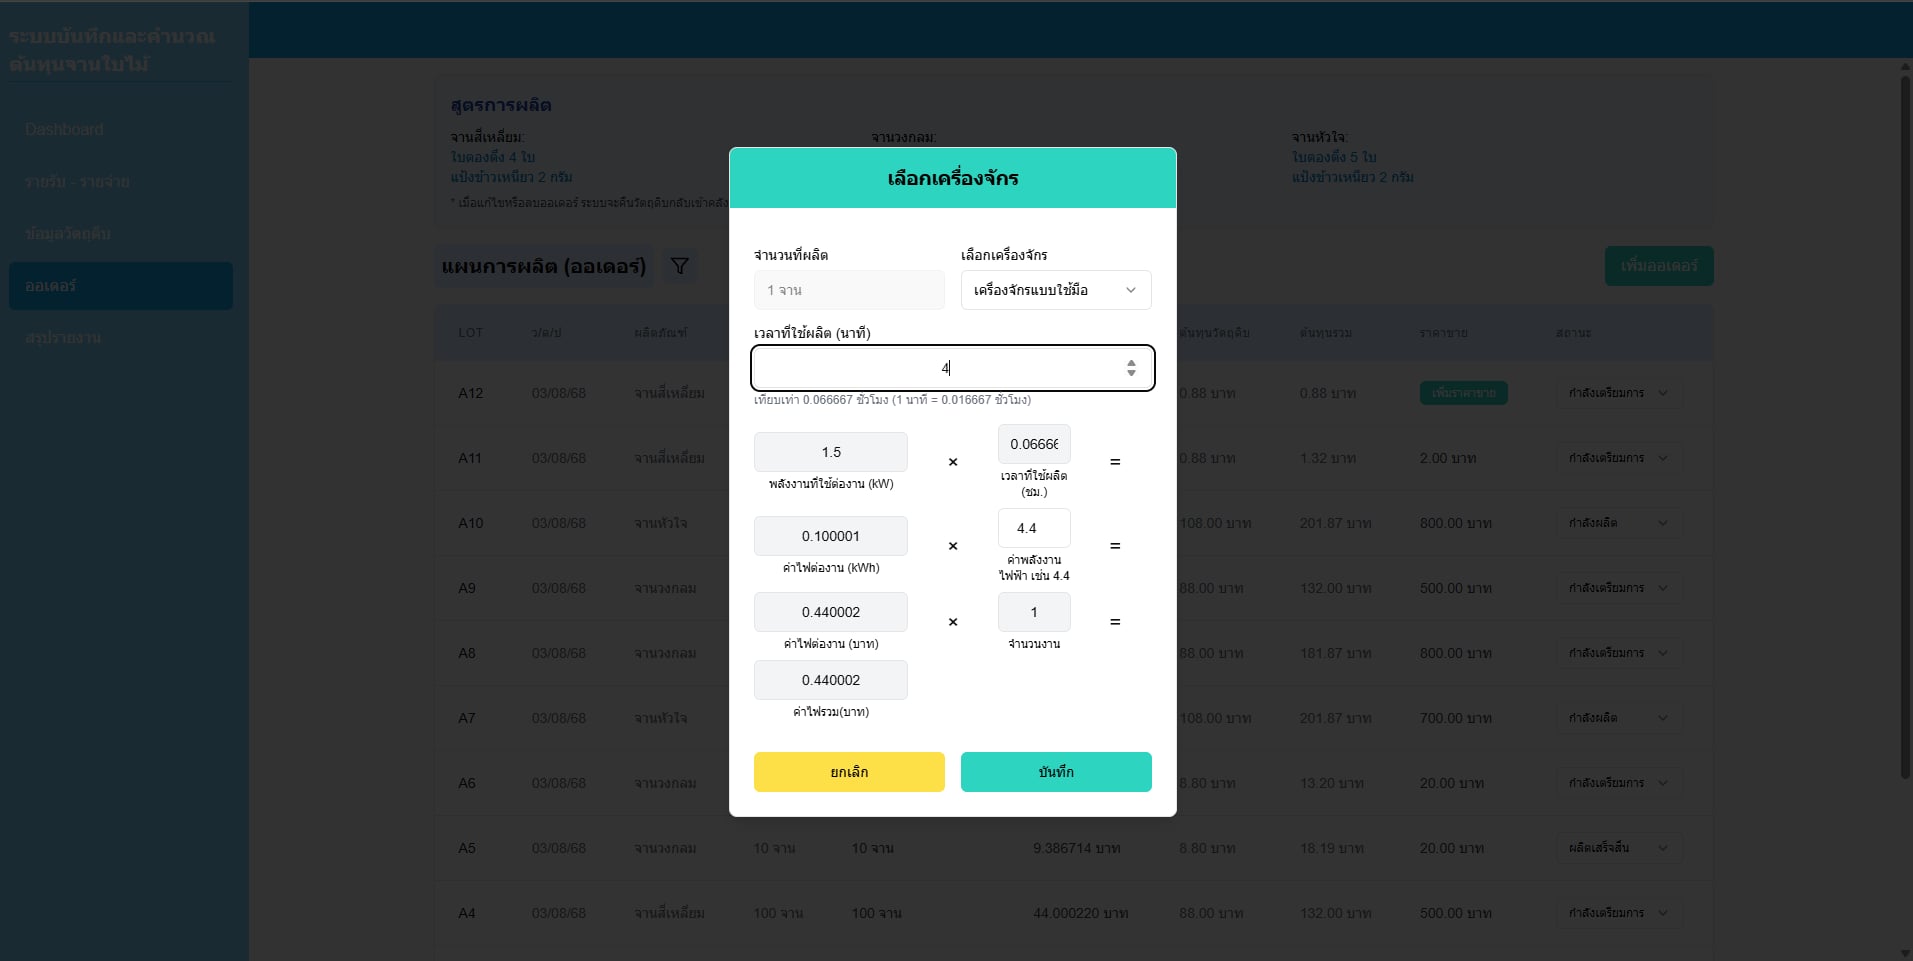 ระบบบันทึกและคำนวณ
ต้นทุนจานใบไม้
Dashboard
รายรับ - รายจ่าย
ข้อมูลวัตถุดิบ
ออเดอร์
สรุปรายงาน
สูตรการผลิต
จานสี่เหลี่ยม:
ใบตองตึง 4 ใบ
แป้งข้าวเหนียว 2 กรัม
จานวงกลม:
จานหัวใจ:
ใบตองตึง 5 ใบ
แป้งข้าวเหนียว 2 กรัม
* เมื่อแก้ไขหรือลบออเดอร์ ระบบจะคืนวัตถุดิบกลับเข้าคลัง
แผนการผลิต (ออเดอร์)
เพิ่มออเดอร์
LOT ว/ด/ป ผลิตภัณฑ์ ต้นทุนวัตถุดิบ ต้นทุนรวม ราคาขาย สถานะ
A12 03/08/68 จานสี่เหลี่ยม 0.88 บาท 0.88 บาท เพิ่มราคาขาย กำลังเตรียมการ
A11 03/08/68 จานสี่เหลี่ยม 0.88 บาท 1.32 บาท 2.00 บาท กำลังเตรียมการ
A10 03/08/68 จานหัวใจ 108.00 บาท 201.87 บาท 800.00 บาท กำลังผลิต
A9 03/08/68 จานวงกลม 88.00 บาท 132.00 บาท 500.00 บาท กำลังเตรียมการ
A8 03/08/68 จานวงกลม 88.00 บาท 181.87 บาท 800.00 บาท กำลังเตรียมการ
A7 03/08/68 จานหัวใจ 108.00 บาท 201.87 บาท 700.00 บาท กำลังผลิต
A6 03/08/68 จานวงกลม 8.80 บาท 13.20 บาท 20.00 บาท กำลังเตรียมการ
A5 03/08/68 จานวงกลม 10 จาน 10 จาน 9.386714 บาท 8.80 บาท 18.19 บาท 20.00 บาท ผลิตเสร็จสิ้น
A4 03/08/68 จานสี่เหลี่ยม 100 จาน 100 จาน 44.000220 บาท 88.00 บาท 132.00 บาท 500.00 บาท กำลังเตรียมการ
เลือกเครื่องจักร
จำนวนที่ผลิต
1 จาน
เลือกเครื่องจักร
เครื่องจักรแบบใช้มือ
เวลาที่ใช้ผลิต (นาที)
4
เทียบเท่า 0.066667 ชั่วโมง (1 นาที = 0.016667 ชั่วโมง)
1.5 × 0.06666 =
พลังงานที่ใช้ต่องาน (kW)
เวลาที่ใช้ผลิต
(ชม.)
0.100001 × 4.4 =
ค่าไฟต่องาน (kWh)
ค่าพลังงาน
ไฟฟ้า เช่น 4.4
0.440002 × 1 =
ค่าไฟต่องาน (บาท)
จำนวนงาน
0.440002
ค่าไฟรวม(บาท)
ยกเลิก
บันทึก